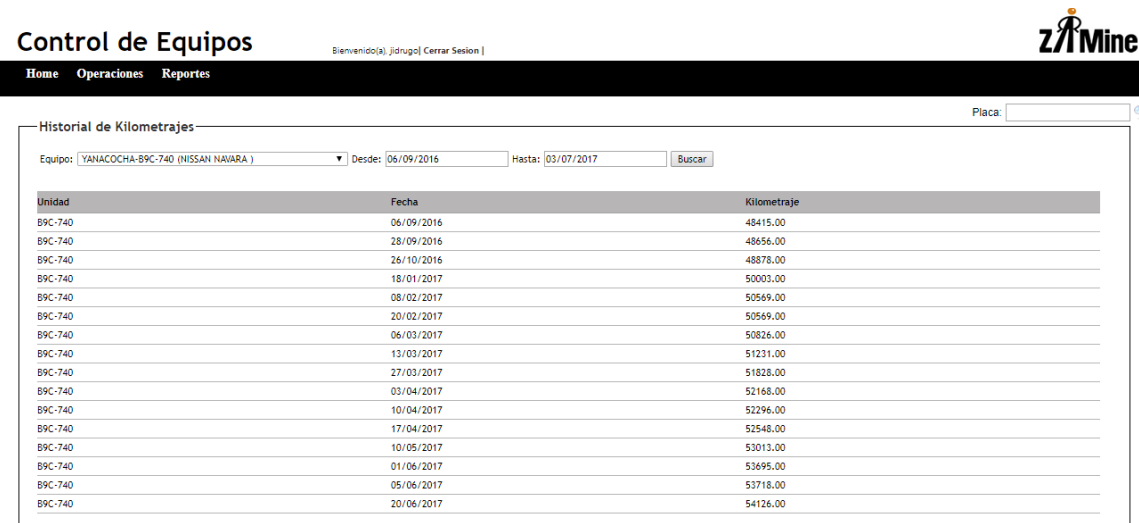 Control de Equipos
Bienvenido(a), jidrugo| Cerrar Sesion |
ZAMine
Home Operaciones Reportes
Placa:
Historial de Kilometrajes
Equipo: YANACOCHA-B9C-740 (NISSAN NAVARA ) Desde: 06/09/2016 Hasta: 03/07/2017 Buscar
Unidad Fecha Kilometraje
B9C-740 06/09/2016 48415.00
B9C-740 28/09/2016 48656.00
B9C-740 26/10/2016 48878.00
B9C-740 18/01/2017 50003.00
B9C-740 08/02/2017 50569.00
B9C-740 20/02/2017 50569.00
B9C-740 06/03/2017 50826.00
B9C-740 13/03/2017 51231.00
B9C-740 27/03/2017 51828.00
B9C-740 03/04/2017 52168.00
B9C-740 10/04/2017 52296.00
B9C-740 17/04/2017 52548.00
B9C-740 10/05/2017 53013.00
B9C-740 01/06/2017 53695.00
B9C-740 05/06/2017 53718.00
B9C-740 20/06/2017 54126.00